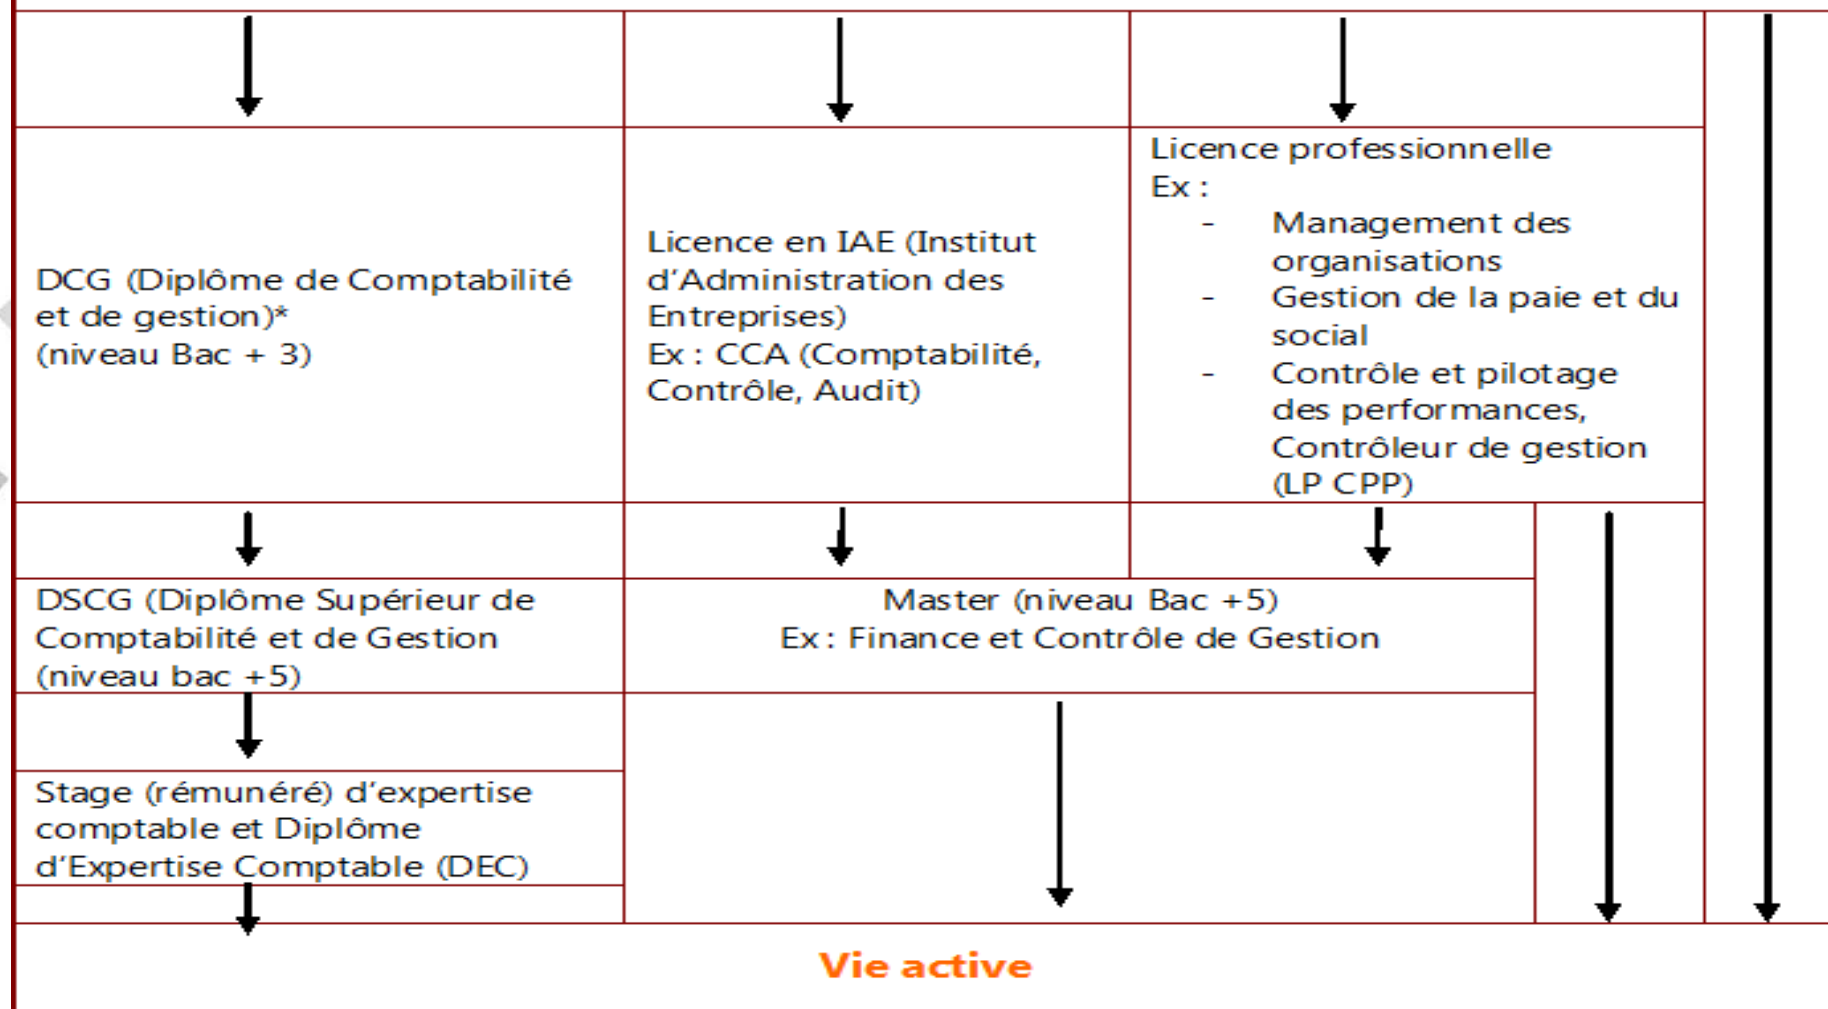 DCG (Diplôme de Comptabilité
et de gestion)*
(niveau Bac + 3)
Licence en IAE (Institut
d’Administration des
Entreprises)
Ex : CCA (Comptabilité,
Contrôle, Audit)
Licence professionnelle
Ex :
- Management des
organisations
- Gestion de la paie et du
social
- Contrôle et pilotage
des performances,
Contrôleur de gestion
(LP CPP)
DSCG (Diplôme Supérieur de
Comptabilité et de Gestion
(niveau bac +5)
Master (niveau Bac +5)
Ex : Finance et Contrôle de Gestion
Stage (rémunéré) d’expertise
comptable et Diplôme
d’Expertise Comptable (DEC)
Vie active